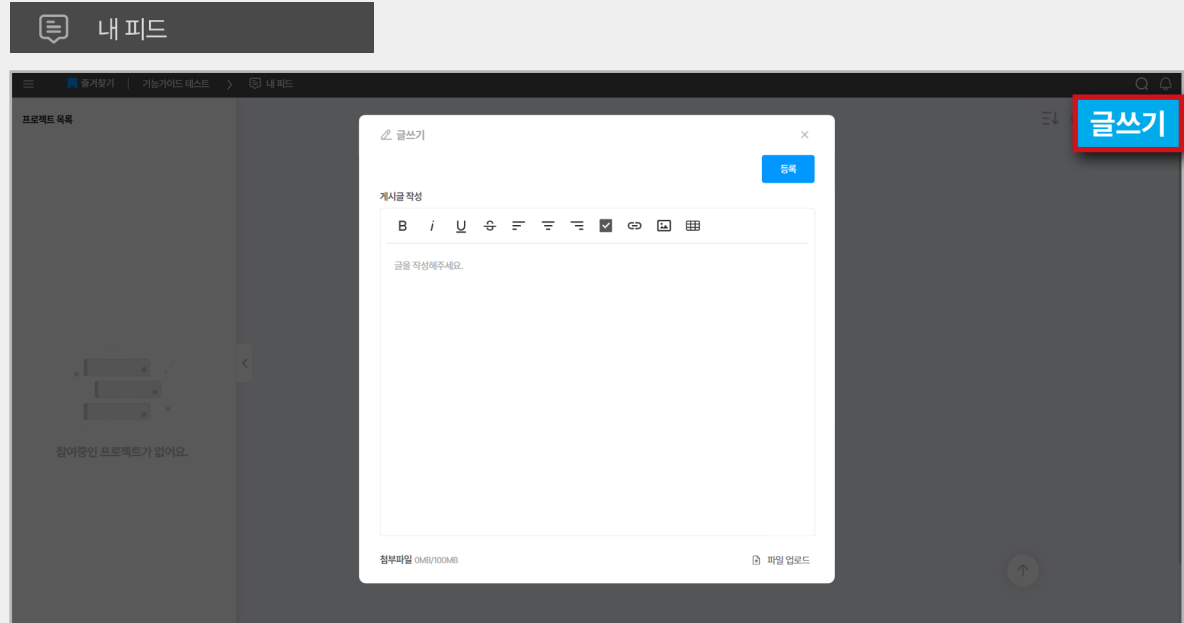 내 피드
즐겨찾기 | 기능가이드 테스트 > 내 피드
프로젝트 목록
글쓰기
글쓰기
등록
게시글 작성
B i U S
글을 작성해주세요.
참여중인 프로젝트가 없어요.
첨부파일 0MB/100MB
파일 업로드